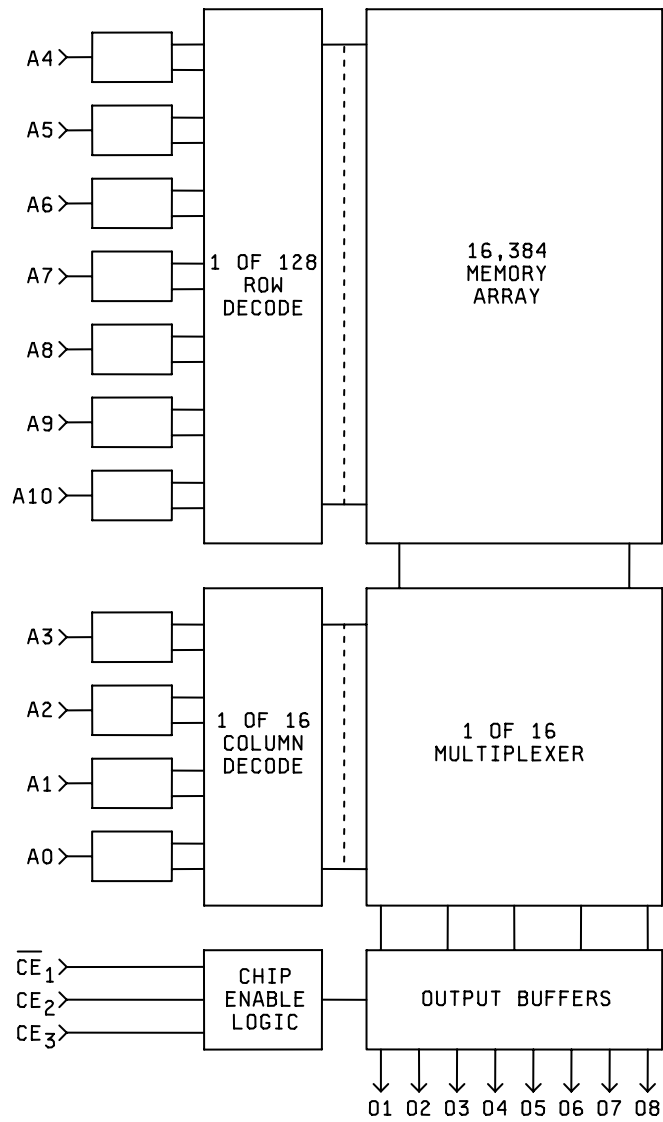 A4
A5
A6
A7
A8
A9
A10
1 OF 128
ROW
DECODE
16,384
MEMORY
ARRAY
A3
A2
A1
A0
1 OF 16
COLUMN
DECODE
1 OF 16
MULTIPLEXER
C̅E̅1
CE2
CE3
CHIP
ENABLE
LOGIC
OUTPUT BUFFERS
O1 O2 O3 O4 O5 O6 O7 O8